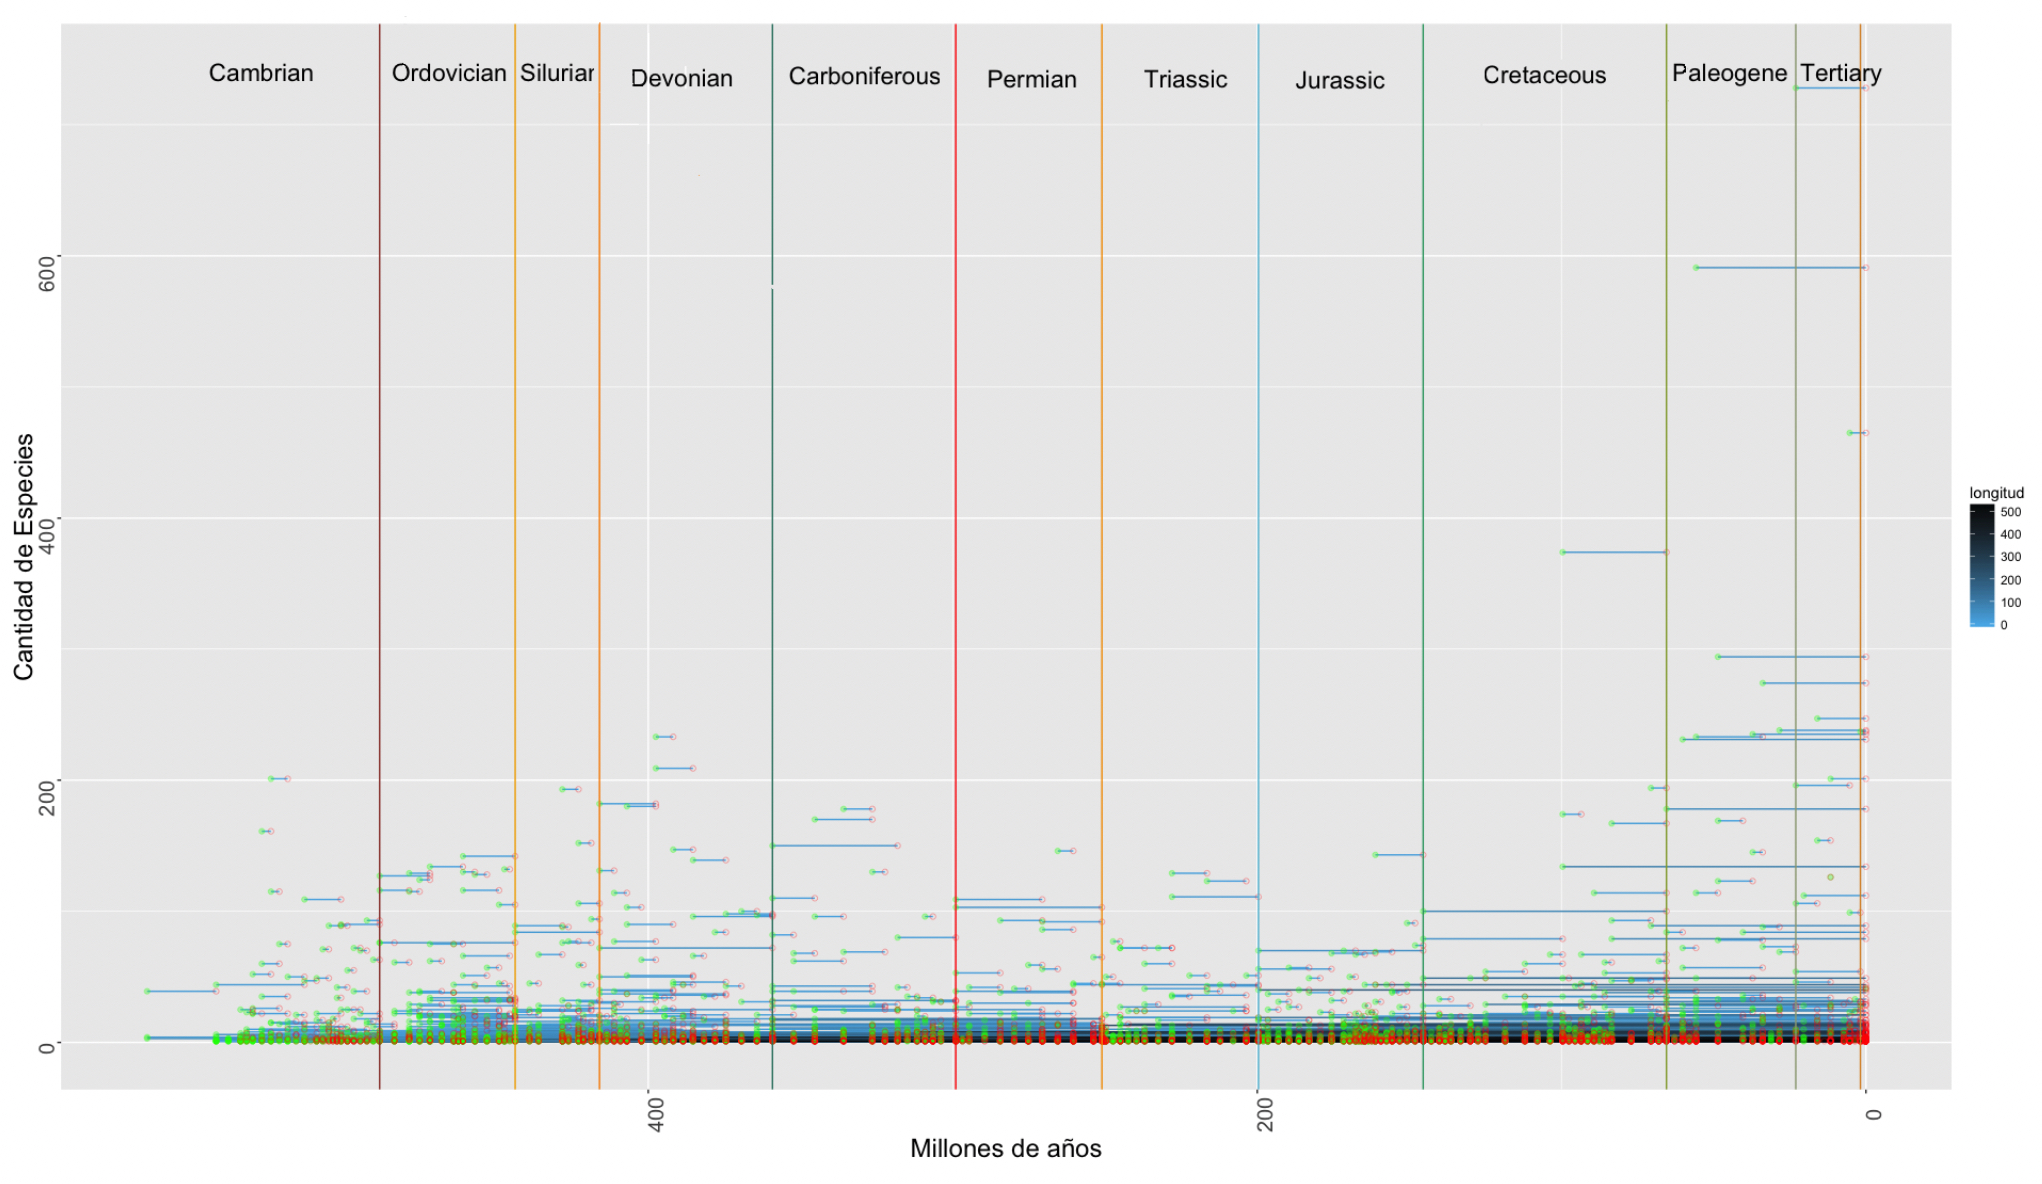 Cambrian
Ordovician
Silurian
Devonian
Carboniferous
Permian
Triassic
Jurassic
Cretaceous
Paleogene
Tertiary
Cantidad de Especies
600
400
200
0
400
200
0
Millones de años
longitud
500
400
300
200
100
0